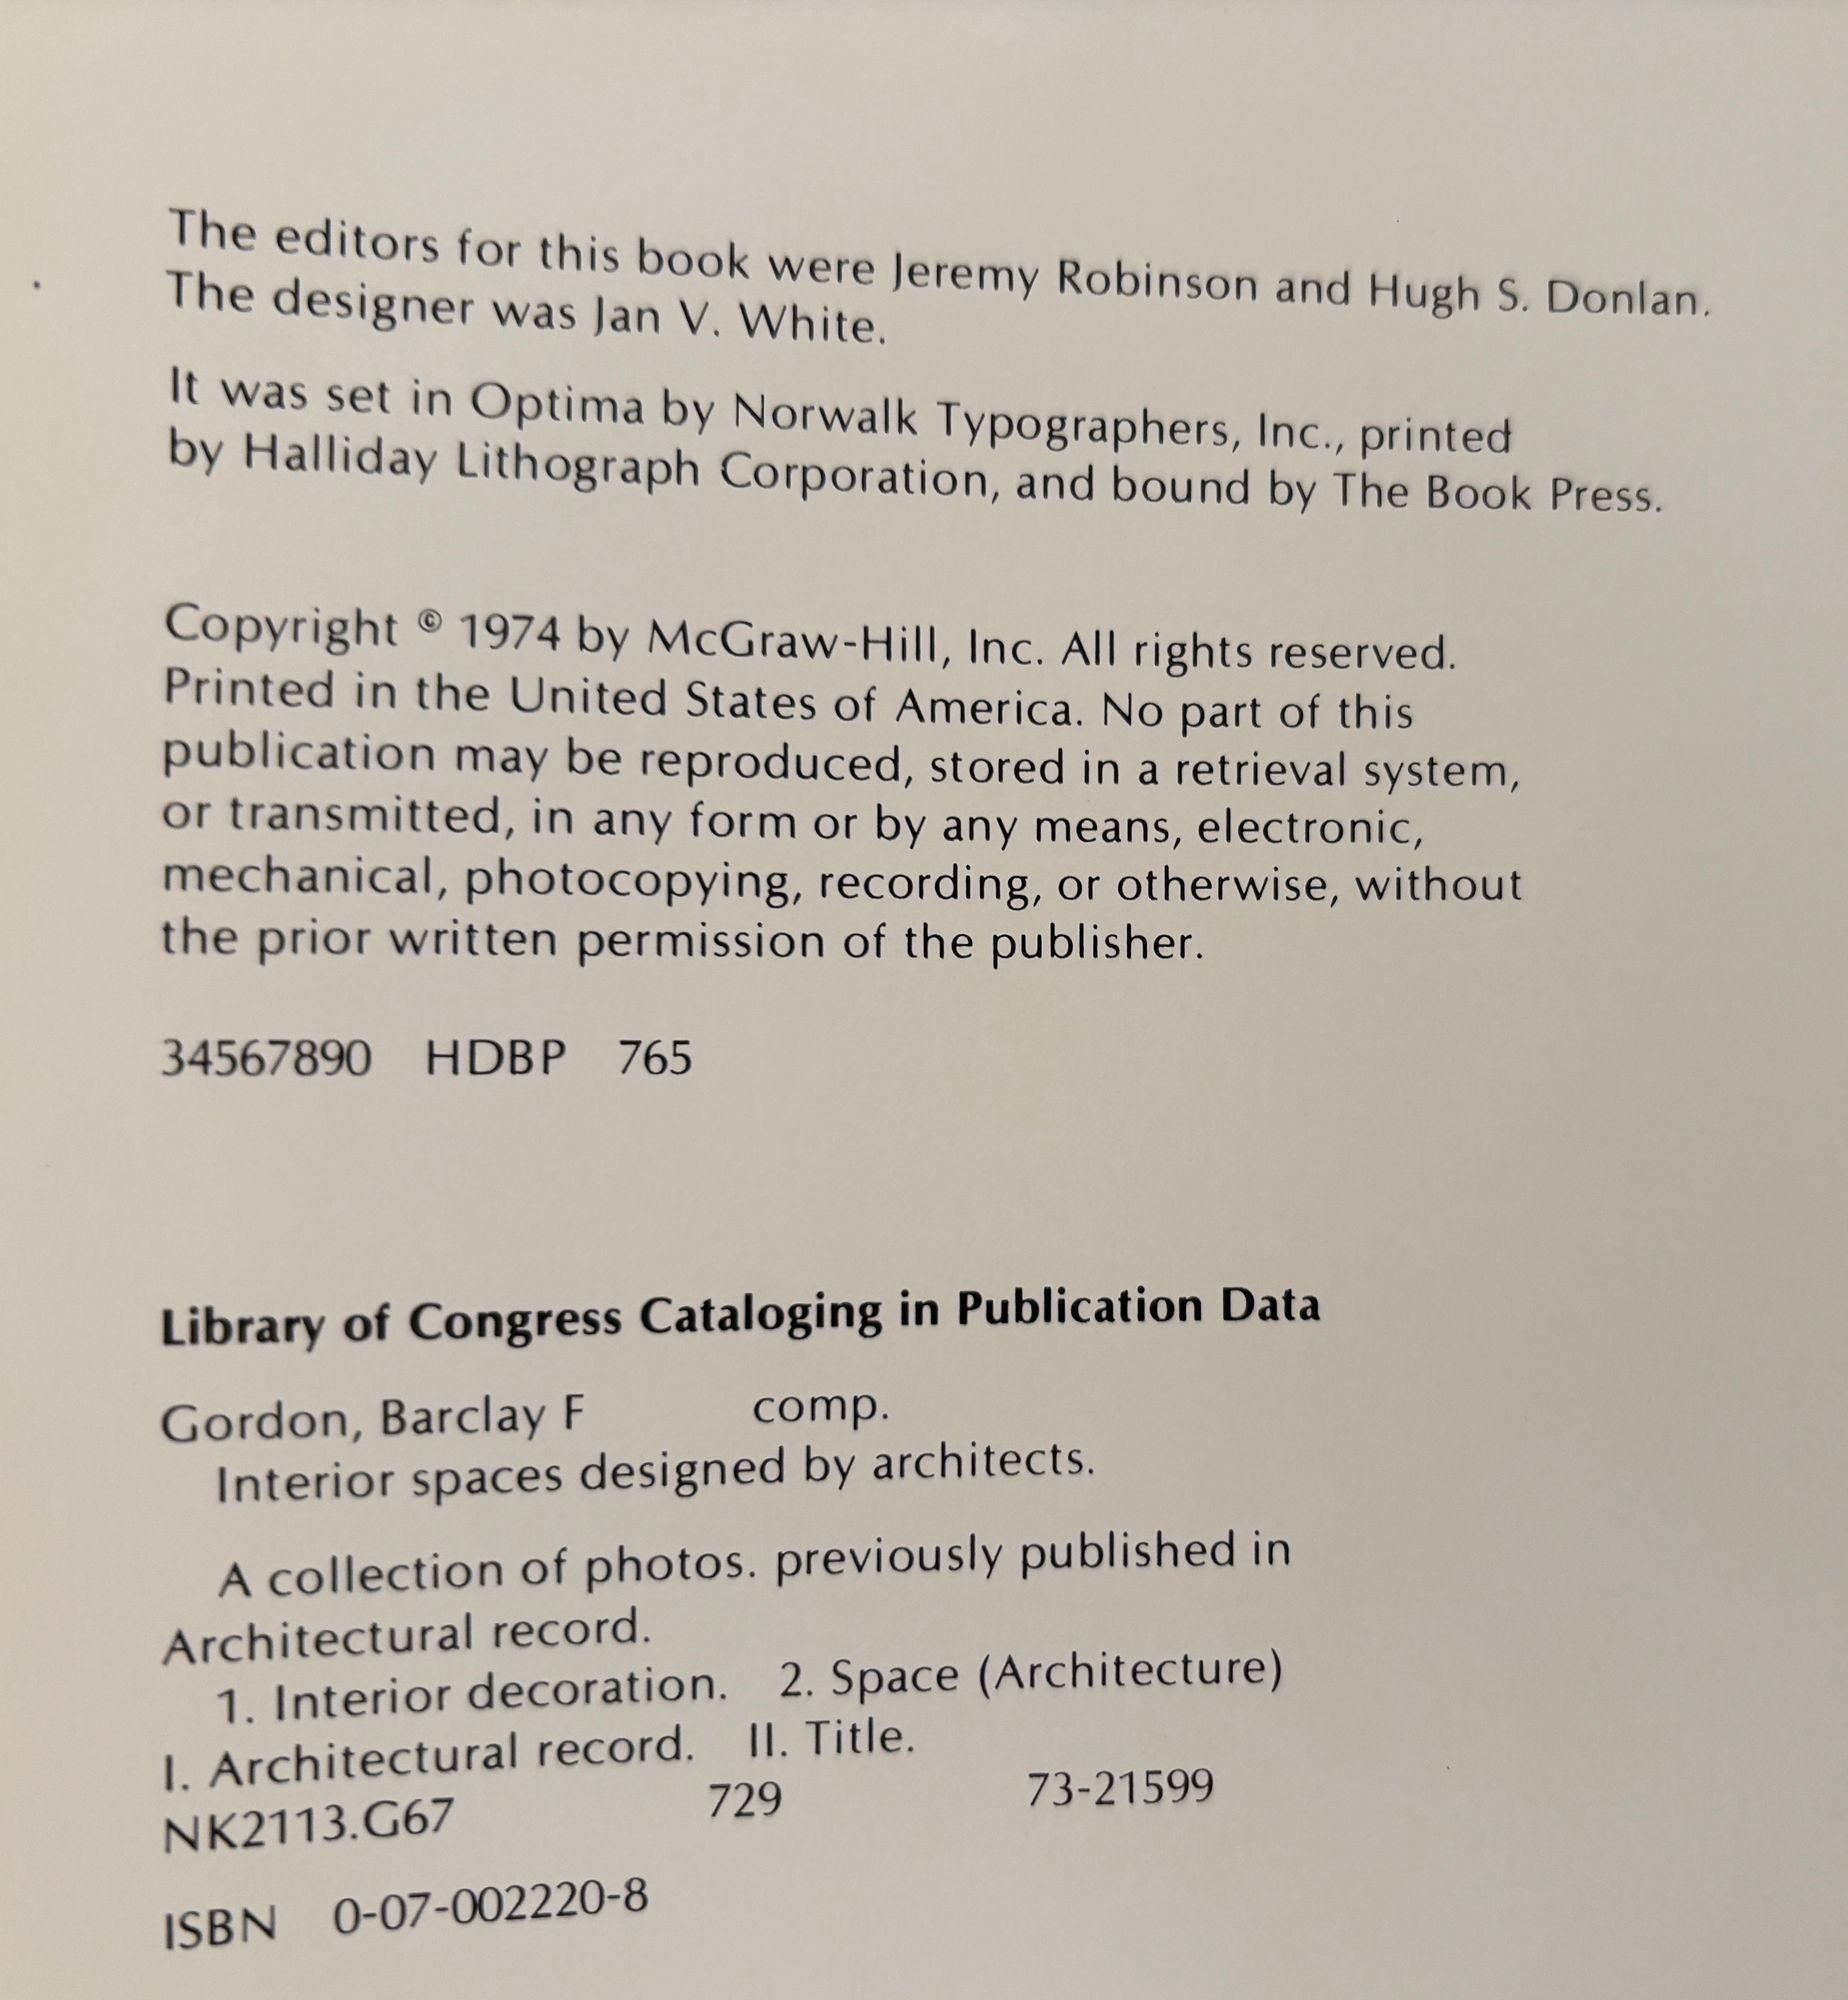 The editors for this book were Jeremy Robinson and Hugh S. Donlan.
The designer was Jan V. White.
It was set in Optima by Norwalk Typographers, Inc., printed
by Halliday Lithograph Corporation, and bound by The Book Press.
Copyright © 1974 by McGraw-Hill, Inc. All rights reserved.
Printed in the United States of America. No part of this
publication may be reproduced, stored in a retrieval system,
or transmitted, in any form or by any means, electronic,
mechanical, photocopying, recording, or otherwise, without
the prior written permission of the publisher.
34567890 HDBP 765
Library of Congress Cataloging in Publication Data
Gordon, Barclay F comp.
Interior spaces designed by architects.
A collection of photos. previously published in
Architectural record.
1. Interior decoration. 2. Space (Architecture)
I. Architectural record. II. Title.
NK2113.G67 729 73-21599
ISBN 0-07-002220-8